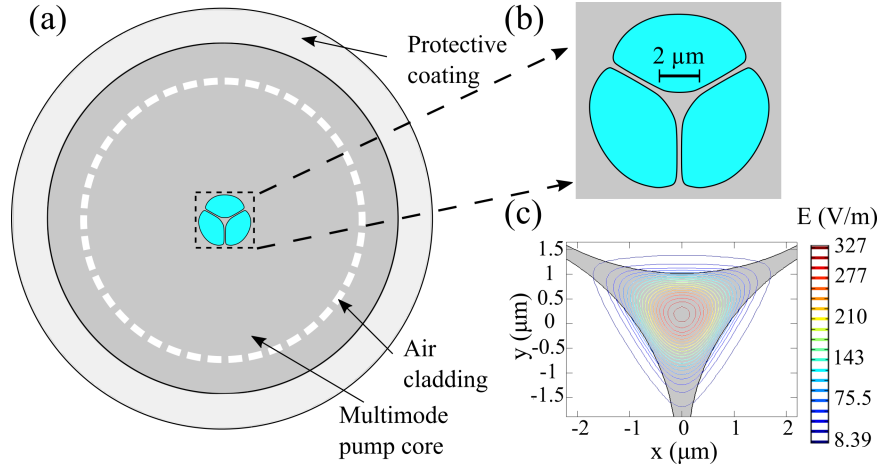 (a)
Protective
coating
Air
cladding
Multimode
pump core
(b)
2 μm
(c)
E (V/m)
327
277
210
143
75.5
8.39
1.5
1
0.5
0
-0.5
-1
-1.5
y (μm)
-2 -1 0 1 2
x (μm)